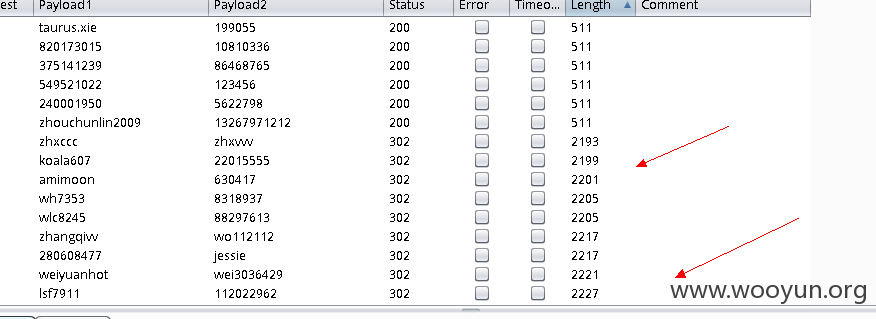 est Payload1 Payload2 Status Error Timeo... Length Comment
taurus.xie 199055 200 511
820173015 10810336 200 511
375141239 86468765 200 511
549521022 123456 200 511
240001950 5622798 200 511
zhouchunlin2009 13267971212 200 511
zhxccc zhxvvv 302 2193
koala607 22015555 302 2199
amimoon 630417 302 2201
wh7353 8318937 302 2205
wlc8245 88297613 302 2205
zhangqivv wo112112 302 2217
280608477 jessie 302 2217
weiyuanhot wei3036429 302 2221
lsf7911 112022962 302 2227
www.wooyun.org